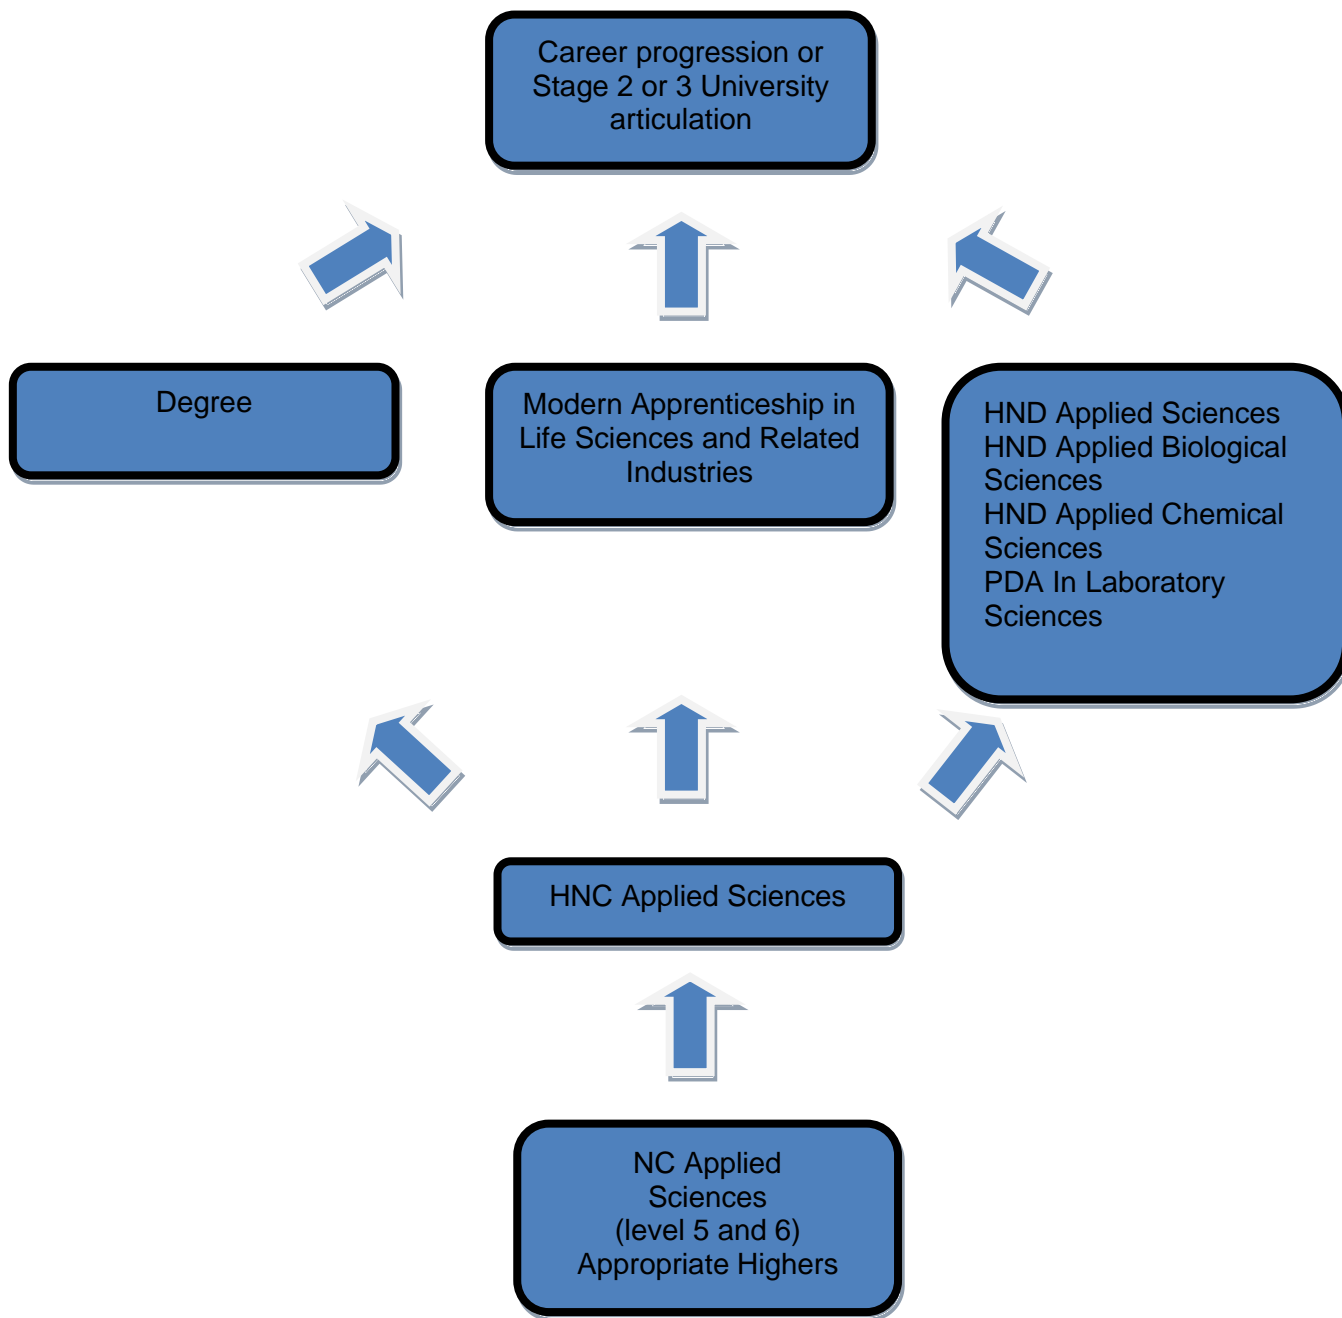 Career progression or
Stage 2 or 3 University
articulation
Degree
Modern Apprenticeship in
Life Sciences and Related
Industries
HND Applied Sciences
HND Applied Biological
Sciences
HND Applied Chemical
Sciences
PDA In Laboratory
Sciences
HNC Applied Sciences
NC Applied
Sciences
(level 5 and 6)
Appropriate Highers